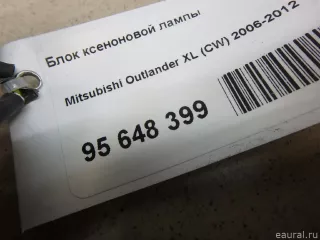 Блок ксеноновой лампы
Mitsubishi Outlander XL (CW) 2006-2012
95 648 399
eaural.ru